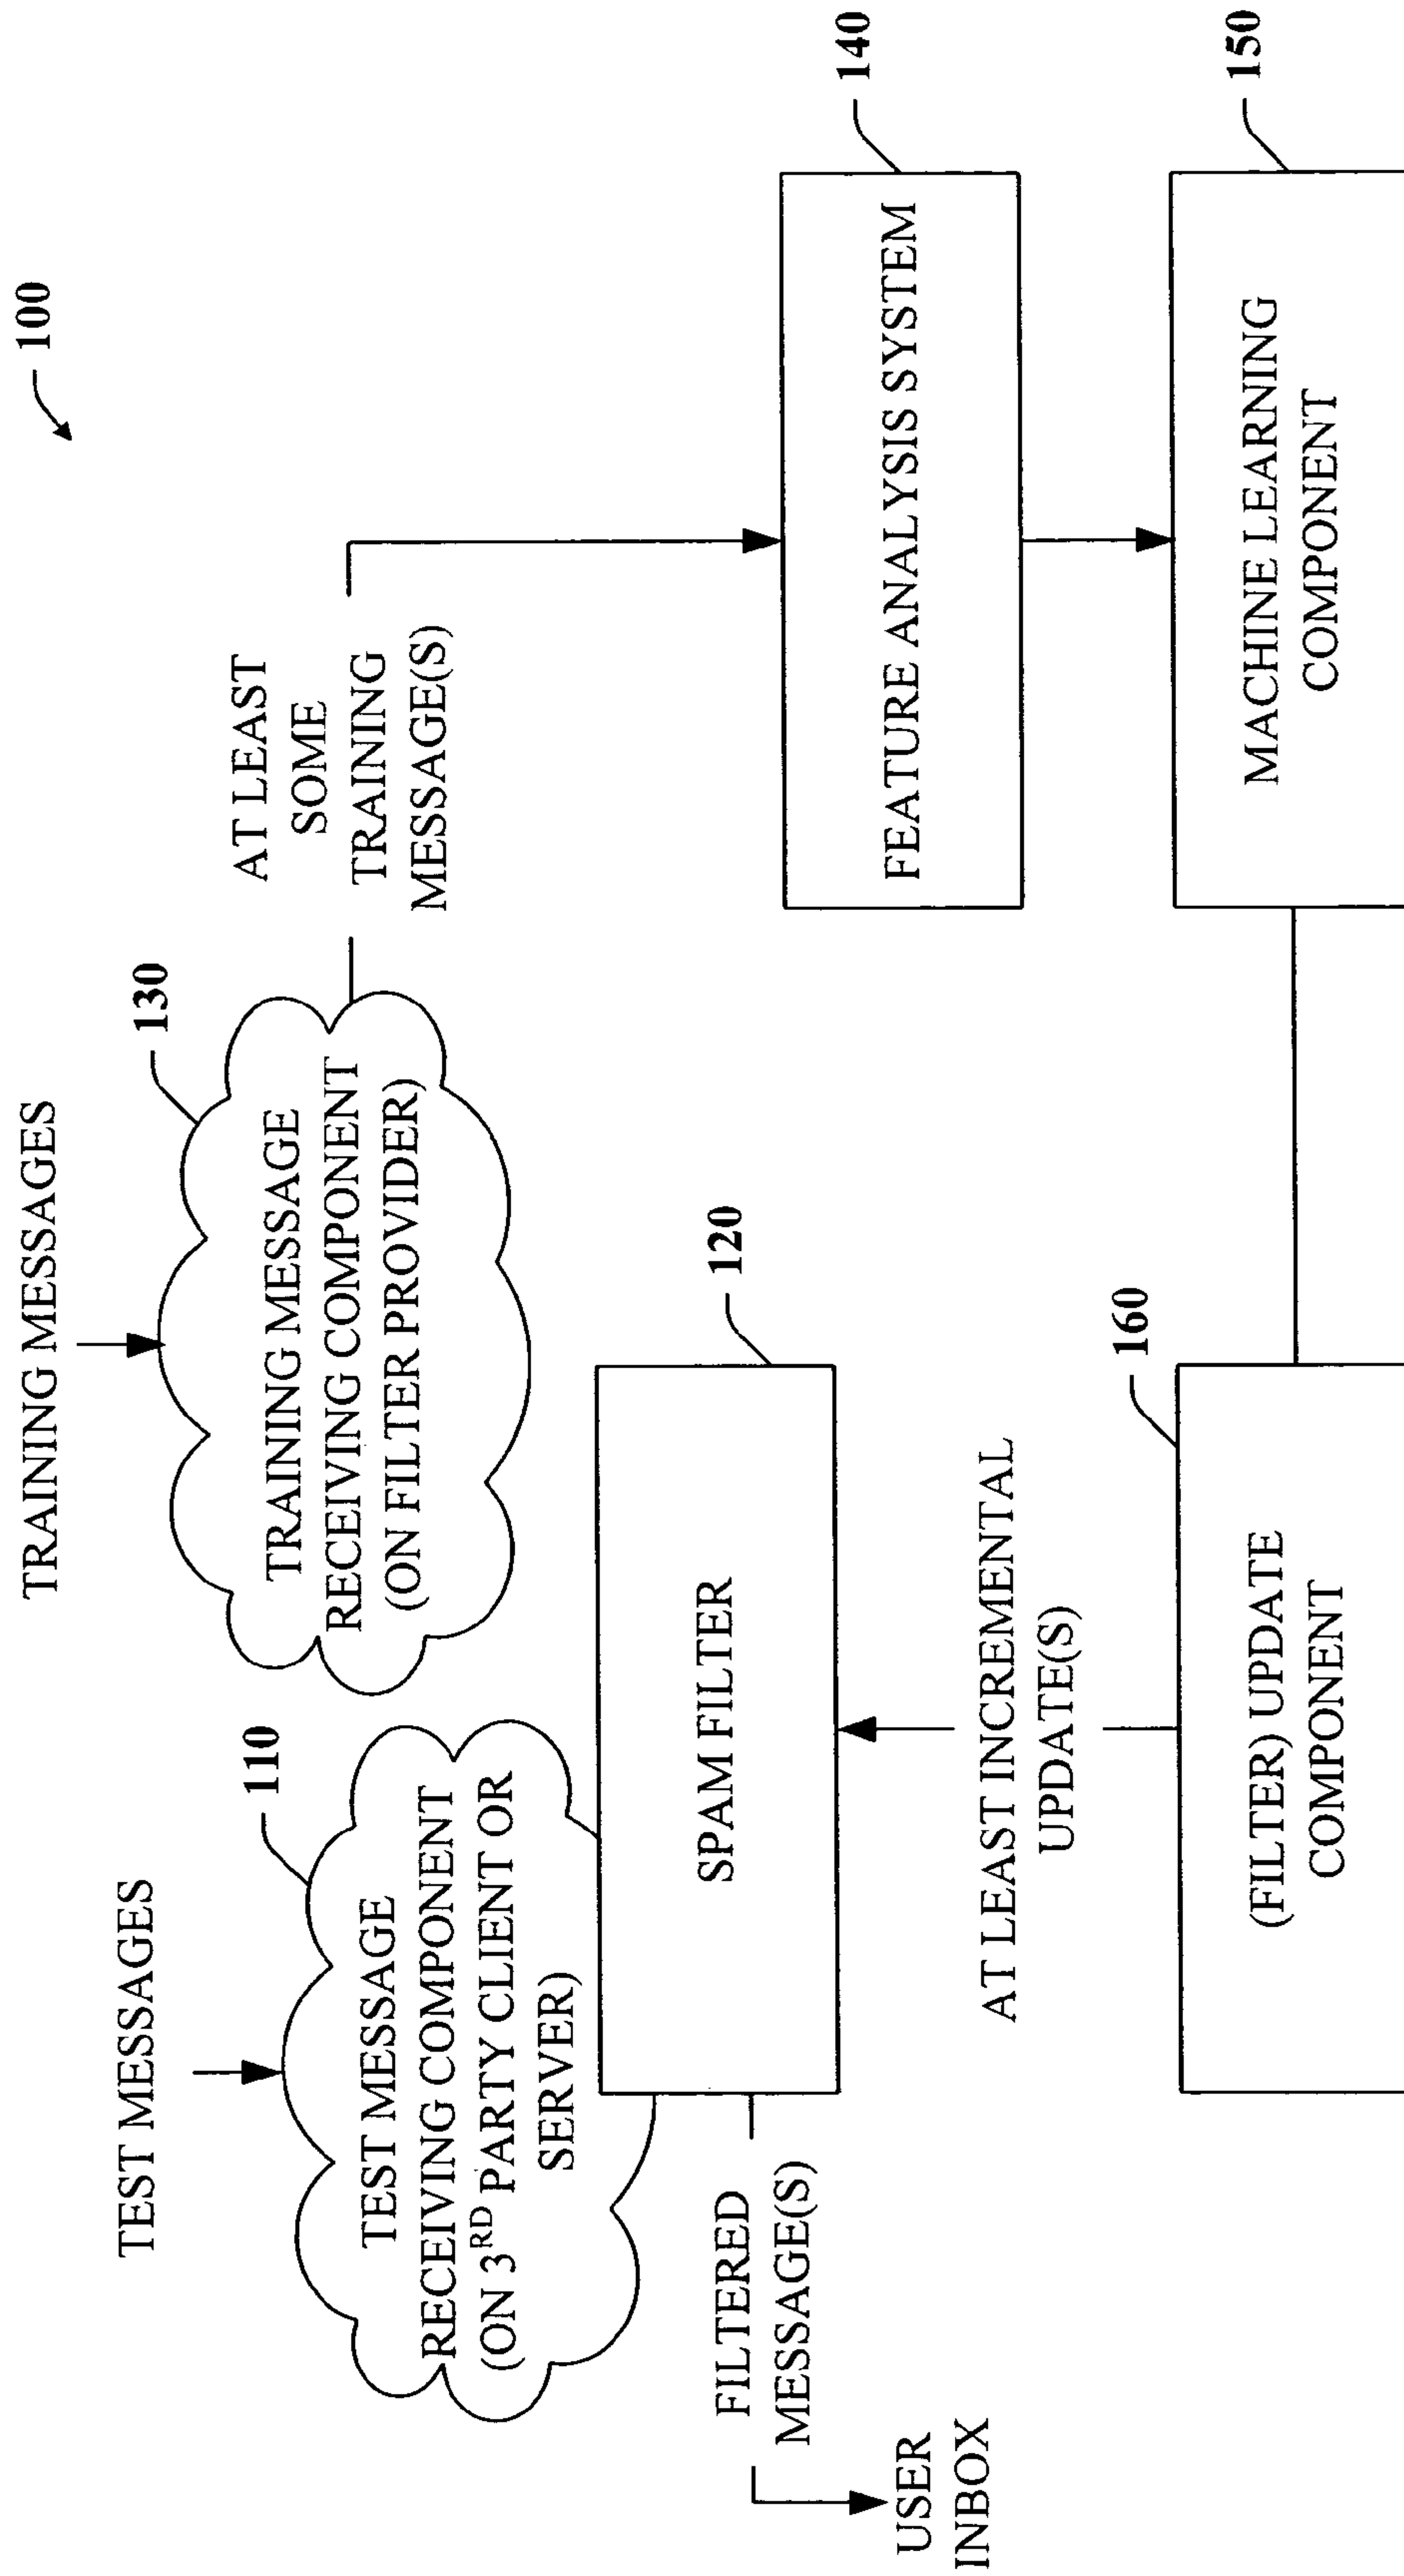 100
TRAINING MESSAGES
130
TRAINING MESSAGE
RECEIVING COMPONENT
(ON FILTER PROVIDER)
AT LEAST
SOME
TRAINING
MESSAGE(S)
TEST MESSAGES
110
TEST MESSAGE
RECEIVING COMPONENT
(ON 3RD PARTY CLIENT OR
SERVER)
120
SPAM FILTER
FILTERED
MESSAGE(S)
USER
INBOX
140
FEATURE ANALYSIS SYSTEM
AT LEAST INCREMENTAL
UPDATE(S)
160
(FILTER) UPDATE
COMPONENT
150
MACHINE LEARNING
COMPONENT